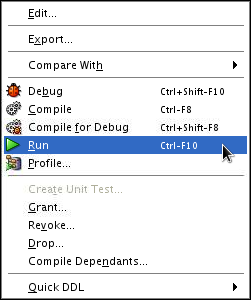 Edit...
Export...
Compare With
Debug Ctrl+Shift-F10
Compile Ctrl-F8
Compile for Debug Ctrl+Shift-F8
Run Ctrl-F10
Profile...
Create Unit Test...
Grant...
Revoke...
Drop...
Compile Dependants...
Quick DDL